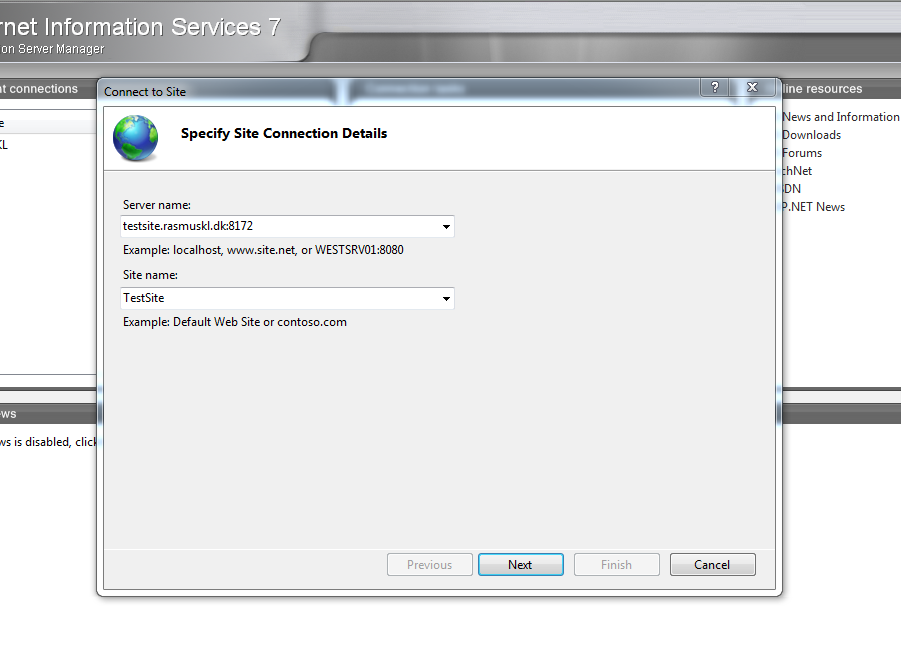 rnet Information Services 7
on Server Manager
nt connections
Connection tasks
line resources
Connect to Site
?
X
e
KL
Specify Site Connection Details
News and Information
Downloads
Forums
chNet
DN
P.NET News
Server name:
testsite.rasmuskl.dk:8172
Example: localhost, www.site.net, or WESTSRV01:8080
Site name:
TestSite
Example: Default Web Site or contoso.com
ews
ws is disabled, click
Previous
Next
Finish
Cancel